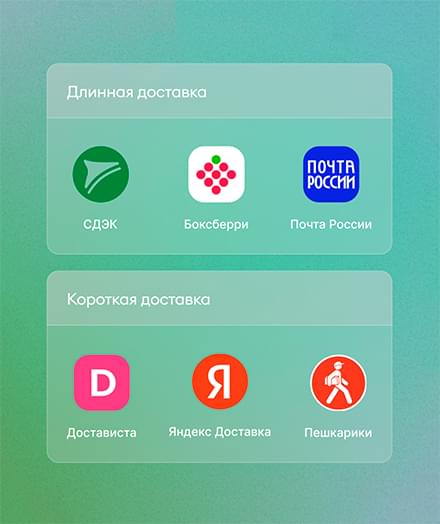 Длинная доставка
ПОЧТА
РОССИИ
СДЭК Боксберри Почта России
Короткая доставка
D Я
Достависта Яндекс Доставка Пешкарики